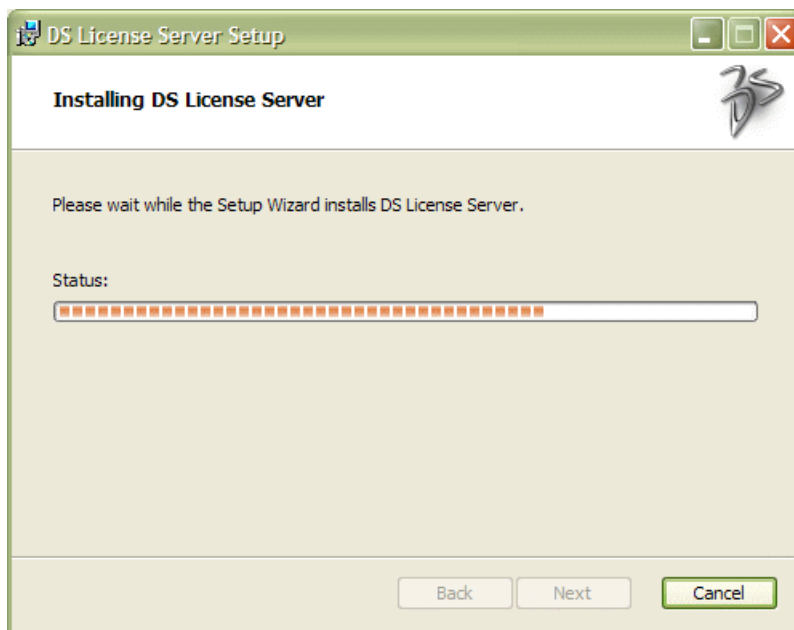 DS License Server Setup
Installing DS License Server
Please wait while the Setup Wizard installs DS License Server.
Status:
Back Next Cancel